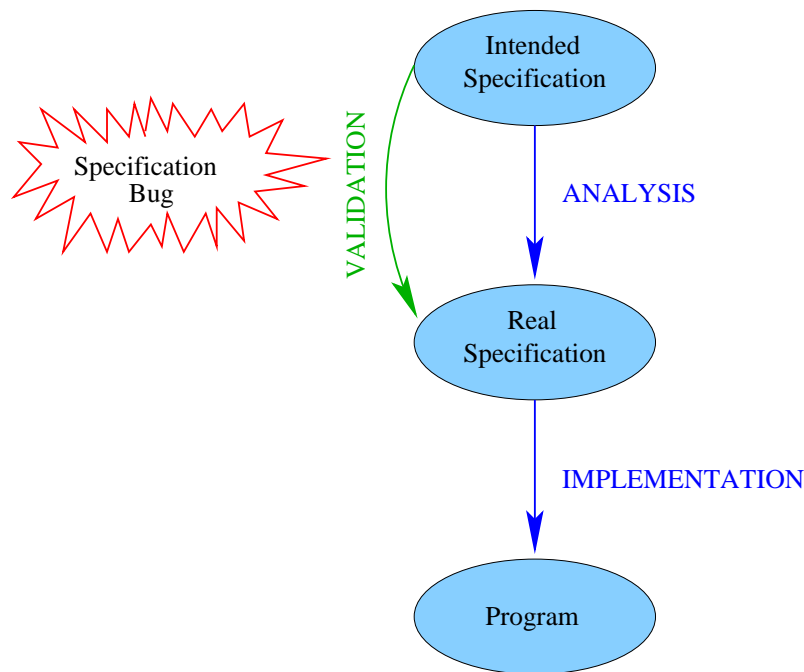 Intended
Specification
Specification
Bug
VALIDATION
ANALYSIS
Real
Specification
IMPLEMENTATION
Program